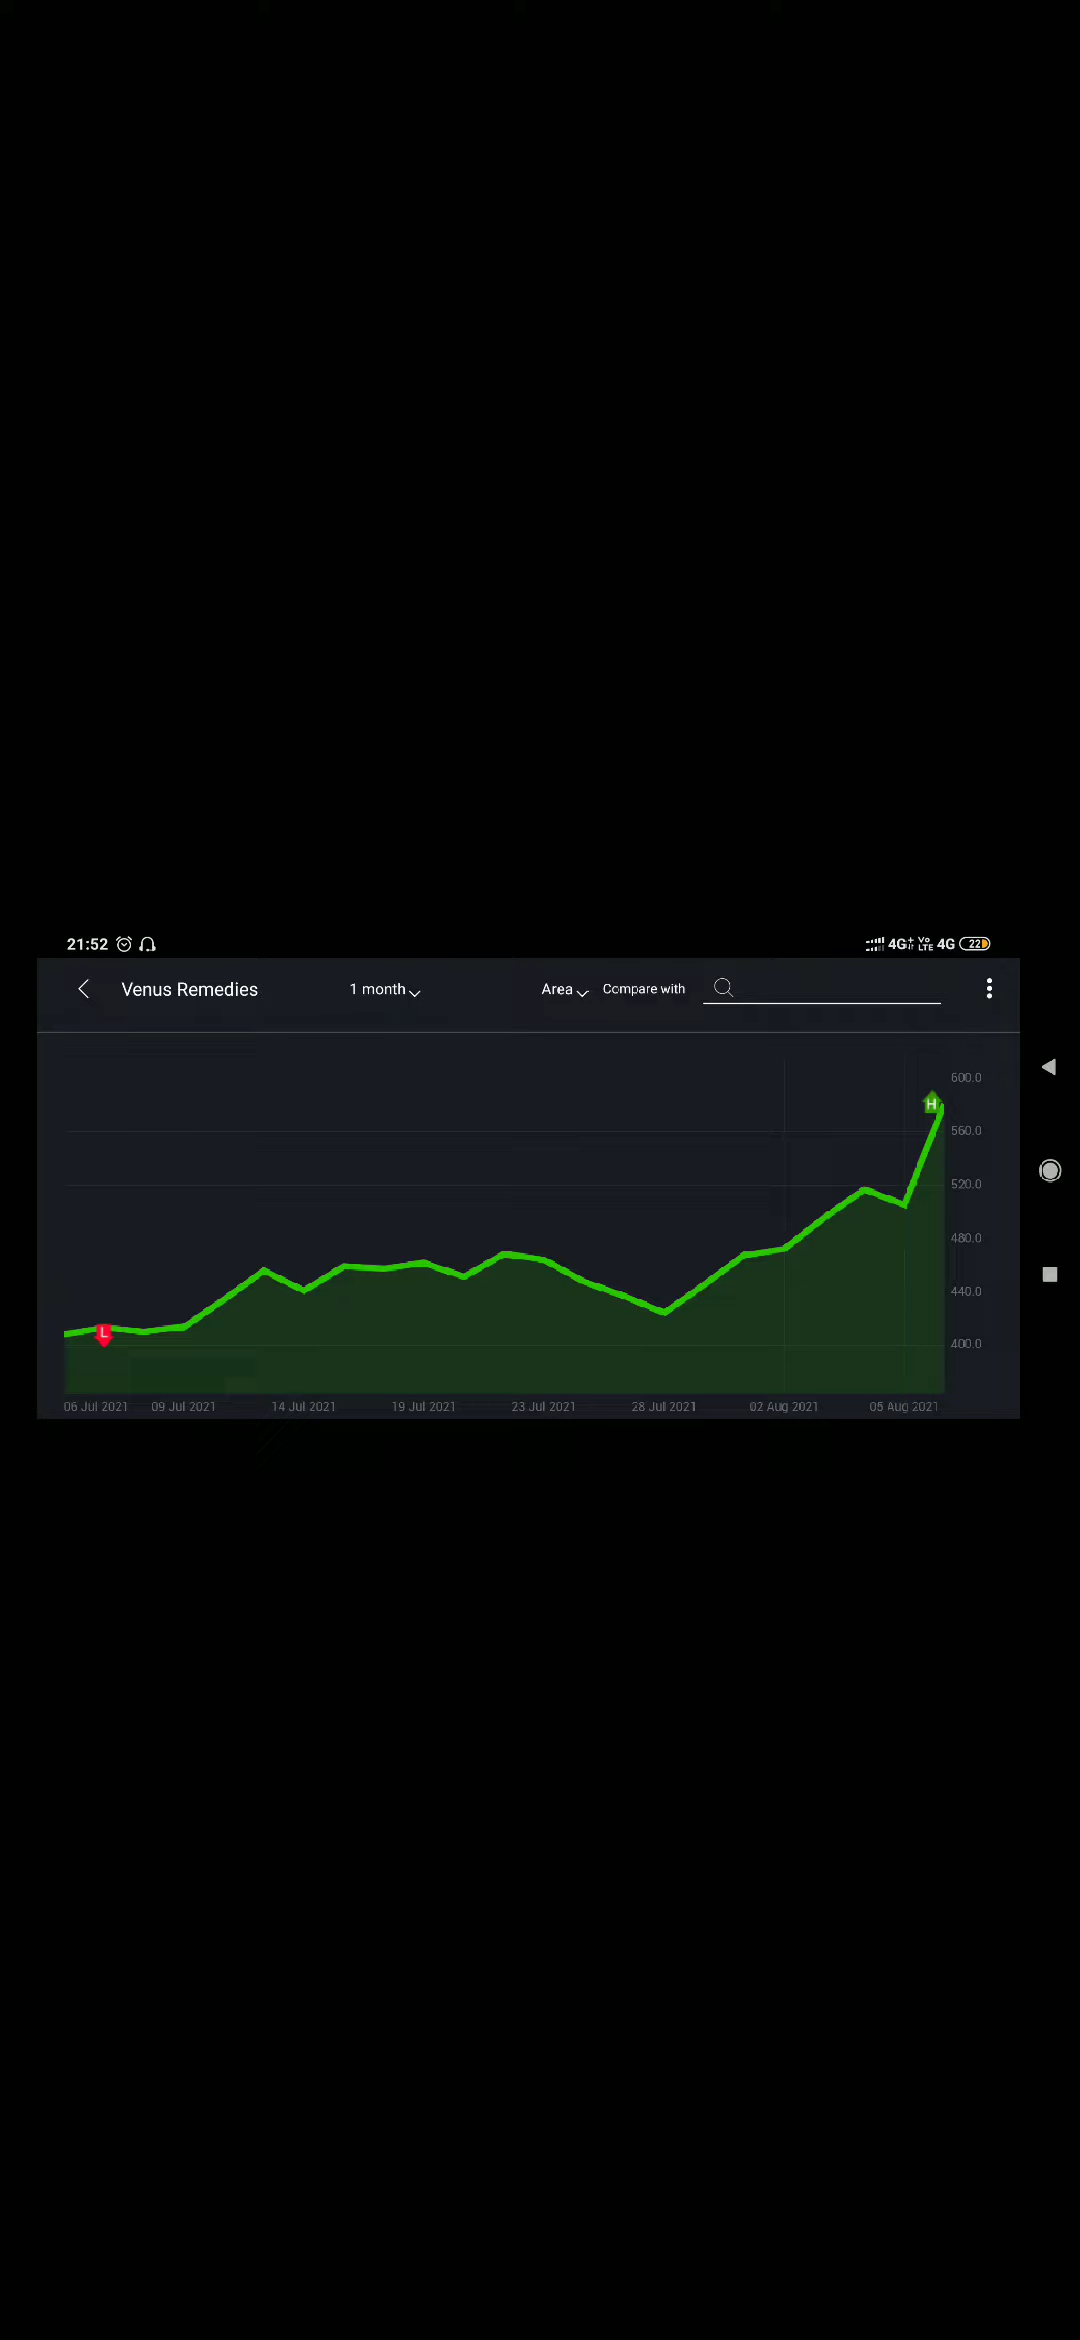 21:52 4G+ Vo LTE 4G 22
Venus Remedies 1 month Area Compare with
600.0
H
560.0
520.0
480.0
440.0
L
400.0
06 Jul 2021 09 Jul 2021 14 Jul 2021 19 Jul 2021 23 Jul 2021 28 Jul 2021 02 Aug 2021 05 Aug 2021